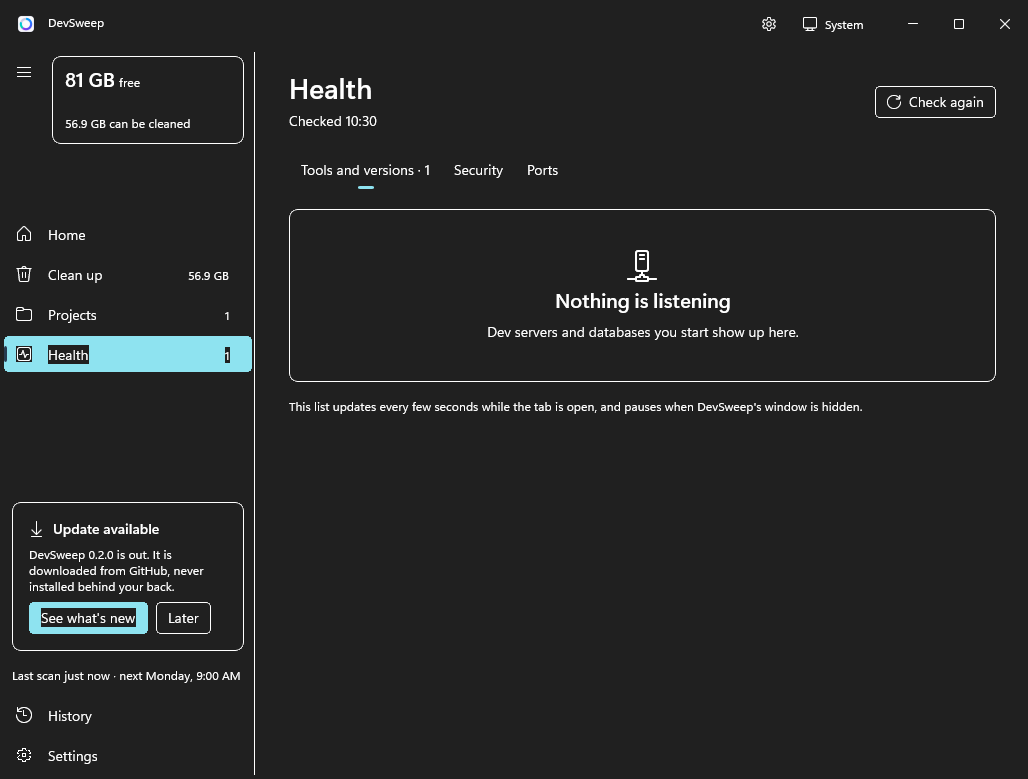 DevSweep
System
81 GB free
56.9 GB can be cleaned
Home
Clean up 56.9 GB
Projects 1
Health 1
Update available
DevSweep 0.2.0 is out. It is
downloaded from GitHub, never
installed behind your back.
See what's new
Later
Last scan just now · next Monday, 9:00 AM
History
Settings
Health
Checked 10:30
Check again
Tools and versions · 1
Security
Ports
Nothing is listening
Dev servers and databases you start show up here.
This list updates every few seconds while the tab is open, and pauses when DevSweep's window is hidden.